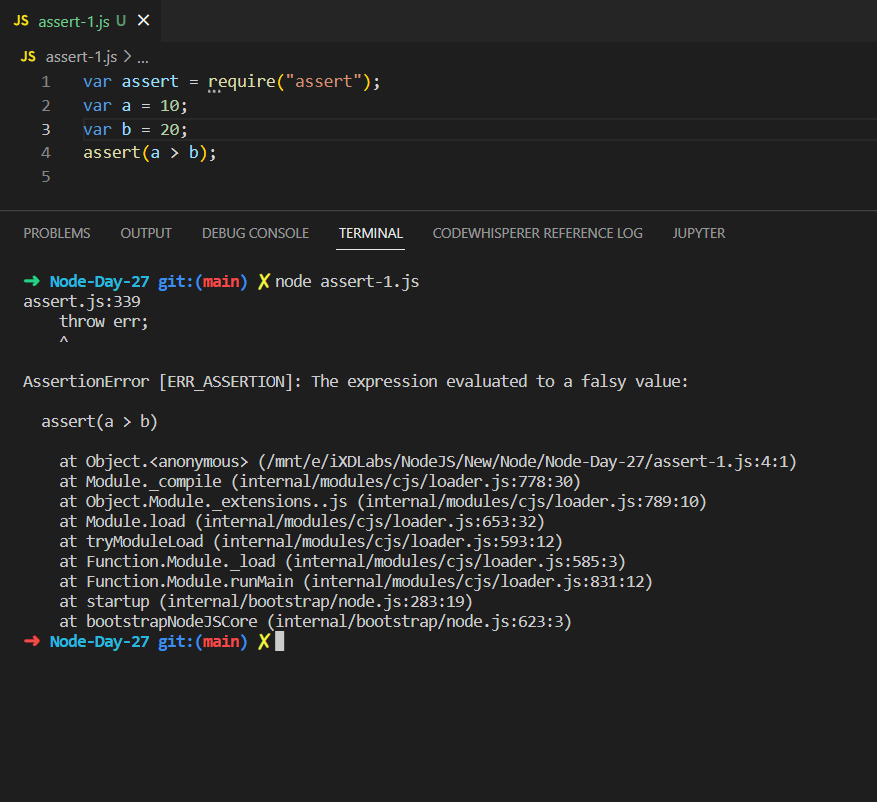 JS assert-1.js U ✕
JS assert-1.js > ...
1 var assert = require("assert");
2 var a = 10;
3 var b = 20;
4 assert(a > b);
5
PROBLEMS OUTPUT DEBUG CONSOLE TERMINAL CODEWHISPERER REFERENCE LOG JUPYTER
➜ Node-Day-27 git:(main) ✗ node assert-1.js
assert.js:339
    throw err;
    ^
AssertionError [ERR_ASSERTION]: The expression evaluated to a falsy value:
  assert(a > b)
    at Object.<anonymous> (/mnt/e/iXDLabs/NodeJS/New/Node/Node-Day-27/assert-1.js:4:1)
    at Module._compile (internal/modules/cjs/loader.js:778:30)
    at Object.Module._extensions..js (internal/modules/cjs/loader.js:789:10)
    at Module.load (internal/modules/cjs/loader.js:653:32)
    at tryModuleLoad (internal/modules/cjs/loader.js:593:12)
    at Function.Module._load (internal/modules/cjs/loader.js:585:3)
    at Function.Module.runMain (internal/modules/cjs/loader.js:831:12)
    at startup (internal/bootstrap/node.js:283:19)
    at bootstrapNodeJSCore (internal/bootstrap/node.js:623:3)
➜ Node-Day-27 git:(main) ✗